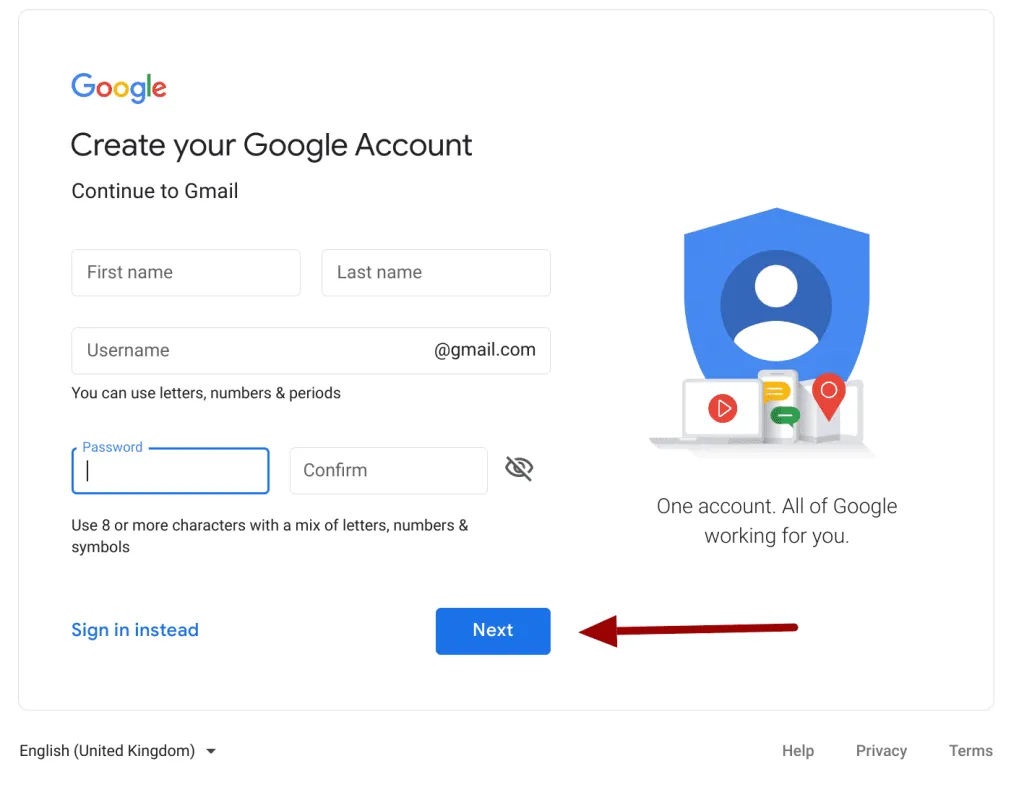 Google
Create your Google Account
Continue to Gmail
First name
Last name
Username
@gmail.com
You can use letters, numbers & periods
Password
Confirm
Use 8 or more characters with a mix of letters, numbers &
symbols
Sign in instead
Next
One account. All of Google
working for you.
English (United Kingdom)
Help
Privacy
Terms